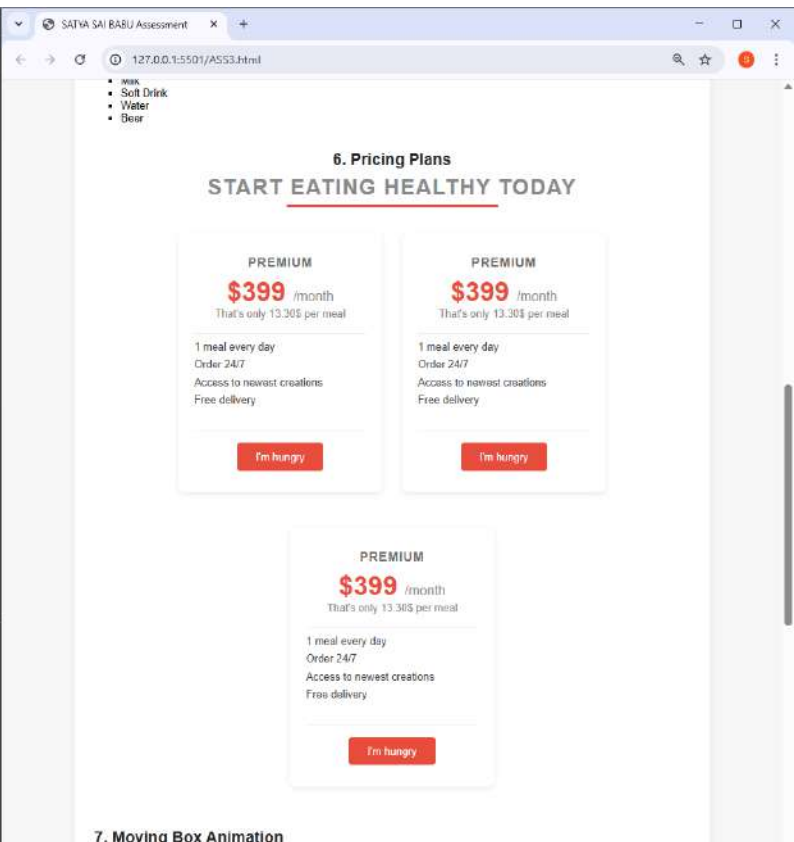 SATYA SAI BABU Assessment
127.0.0.1:5501/ASS3.html
S
Milk
Soft Drink
Water
Beer
6. Pricing Plans
START EATING HEALTHY TODAY
PREMIUM
$399 /month
That's only 13.30$ per meal
1 meal every day
Order 24/7
Access to newest creations
Free delivery
I'm hungry
PREMIUM
$399 /month
That's only 13.30$ per meal
1 meal every day
Order 24/7
Access to newest creations
Free delivery
I'm hungry
PREMIUM
$399 /month
That's only 13.30$ per meal
1 meal every day
Order 24/7
Access to newest creations
Free delivery
I'm hungry
7. Moving Box Animation